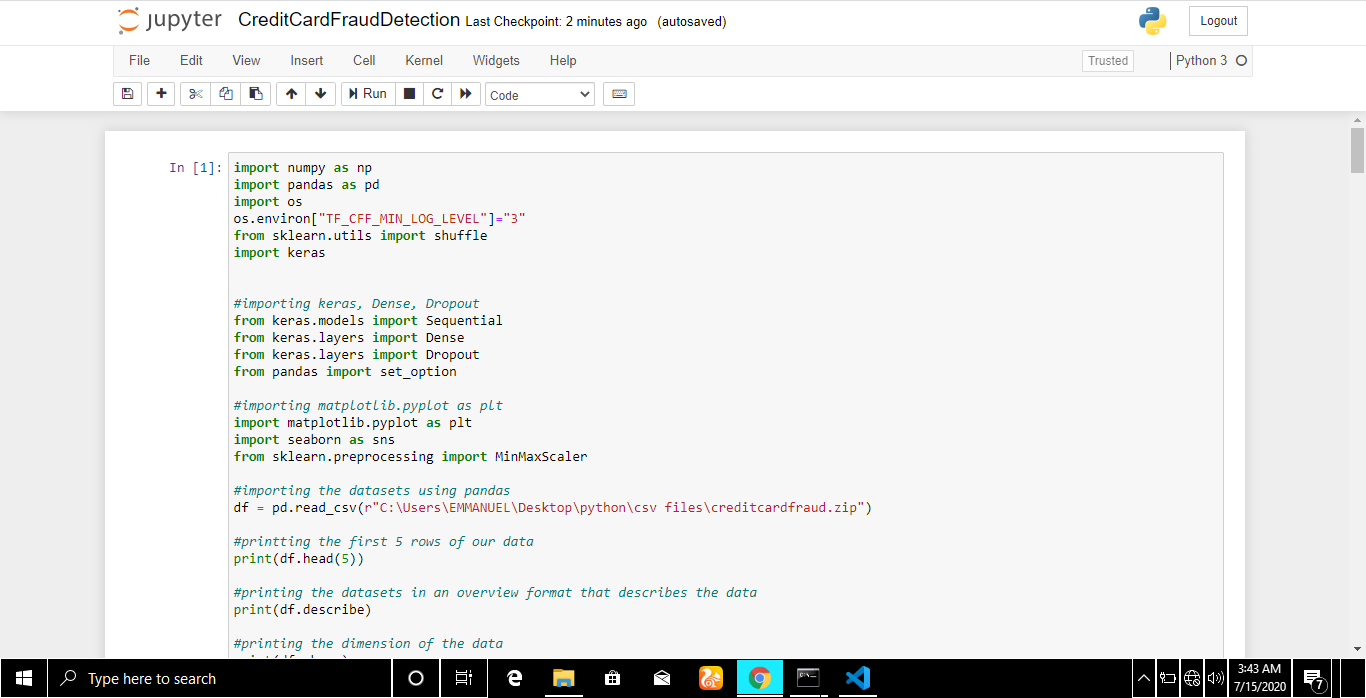 jupyter CreditCardFraudDetection Last Checkpoint: 2 minutes ago (autosaved)
Logout
File Edit View Insert Cell Kernel Widgets Help
Trusted
Python 3
Run
Code
In [1]:
import numpy as np
import pandas as pd
import os
os.environ["TF_CFF_MIN_LOG_LEVEL"]="3"
from sklearn.utils import shuffle
import keras
#importing keras, Dense, Dropout
from keras.models import Sequential
from keras.layers import Dense
from keras.layers import Dropout
from pandas import set_option
#importing matplotlib.pyplot as plt
import matplotlib.pyplot as plt
import seaborn as sns
from sklearn.preprocessing import MinMaxScaler
#importing the datasets using pandas
df = pd.read_csv(r"C:\Users\EMMANUEL\Desktop\python\csv files\creditcardfraud.zip")
#printting the first 5 rows of our data
print(df.head(5))
#printing the datasets in an overview format that describes the data
print(df.describe)
#printing the dimension of the data
Type here to search
3:43 AM
7/15/2020
7